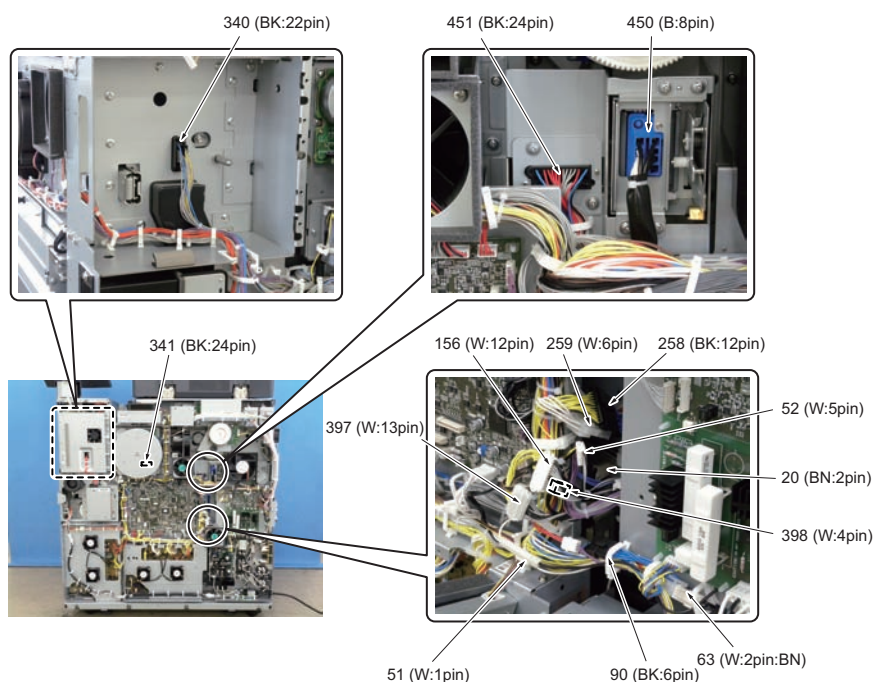 340 (BK:22pin)
451 (BK:24pin)
450 (B:8pin)
341 (BK:24pin)
156 (W:12pin)
259 (W:6pin)
258 (BK:12pin)
52 (W:5pin)
397 (W:13pin)
20 (BN:2pin)
398 (W:4pin)
63 (W:2pin:BN)
51 (W:1pin)
90 (BK:6pin)